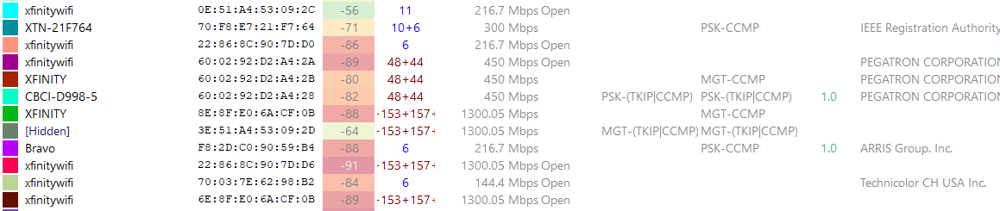 xfinitywifi 0E:51:A4:53:09:2C -56 11 216.7 Mbps Open
XTN-21F764 70:F8:E7:21:F7:64 -71 10+6 300 Mbps PSK-CCMP IEEE Registration Authority
xfinitywifi 22:86:8C:90:7D:D0 -86 6 216.7 Mbps Open
xfinitywifi 60:02:92:D2:A4:2A -89 48+44 450 Mbps Open PEGATRON CORPORATION
XFINITY 60:02:92:D2:A4:2B -80 48+44 450 Mbps MGT-CCMP PEGATRON CORPORATION
CBCI-D998-5 60:02:92:D2:A4:28 -82 48+44 450 Mbps PSK-(TKIP|CCMP) PSK-(TKIP|CCMP) 1.0 PEGATRON CORPORATION
XFINITY 8E:8F:E0:6A:CF:0B -88 -153+157+ 1300.05 Mbps MGT-CCMP
[Hidden] 3E:51:A4:53:09:2D -64 -153+157+ 1300.05 Mbps MGT-(TKIP|CCMP) MGT-(TKIP|CCMP)
Bravo F8:2D:C0:90:59:B4 -88 6 216.7 Mbps PSK-CCMP 1.0 ARRIS Group. Inc.
xfinitywifi 22:86:8C:90:7D:D6 -91 -153+157+ 1300.05 Mbps Open
xfinitywifi 70:03:7E:62:98:B2 -84 6 144.4 Mbps Open Technicolor CH USA Inc.
xfinitywifi 6E:8F:E0:6A:CF:0B -89 -153+157+ 1300.05 Mbps Open